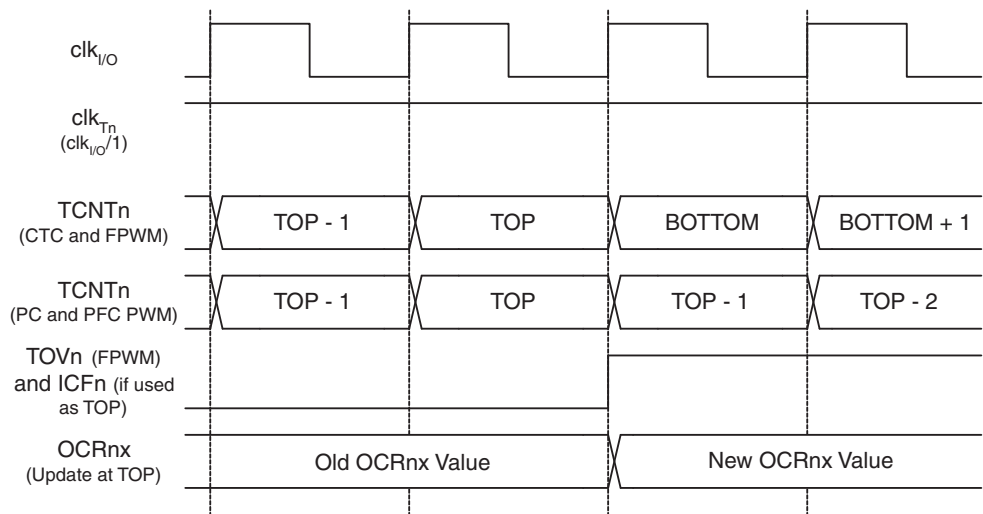 clkI/O
clkTn
(clkI/O/1)
TCNTn
(CTC and FPWM)
TOP - 1
TOP
BOTTOM
BOTTOM + 1
TCNTn
(PC and PFC PWM)
TOP - 1
TOP
TOP - 1
TOP - 2
TOVn (FPWM)
and ICFn (if used
as TOP)
OCRnx
(Update at TOP)
Old OCRnx Value
New OCRnx Value